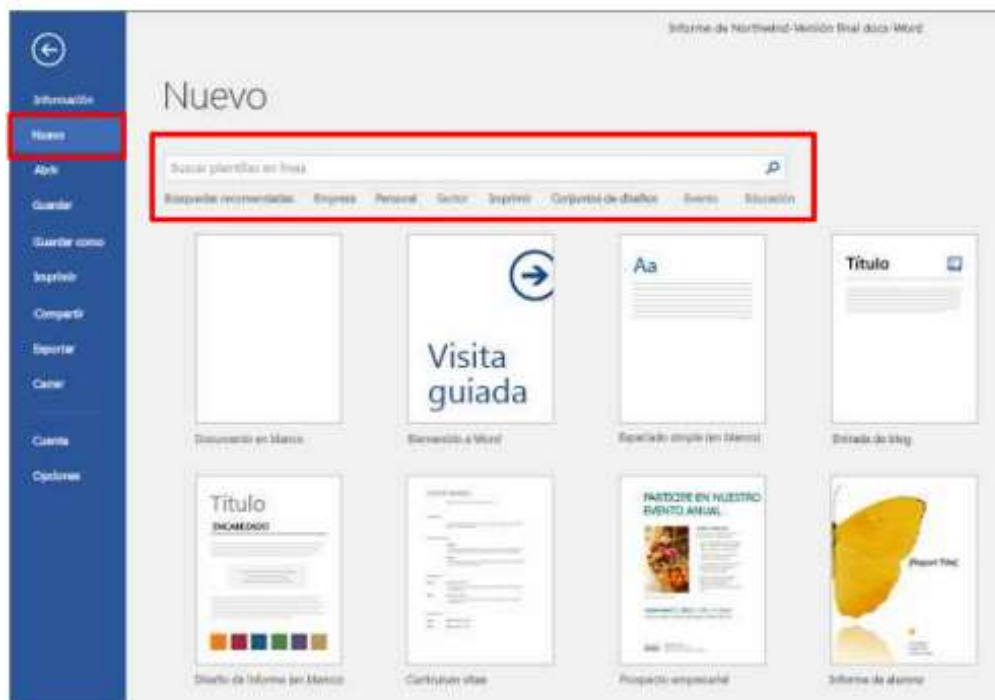 Informe de Northwind-Versión final.docx-Word
Información
Nuevo
Abrir
Guardar
Guardar como
Imprimir
Compartir
Exportar
Cerrar
Cuenta
Opciones
Nuevo
Buscar plantillas en línea
Búsquedas recomendadas Empresa Personal Sector Imprimir Conjuntos de diseños Evento Educación
Visita
guiada
Aa
Título
Documento en blanco
Bienvenido a Word
Espaciado simple (en blanco)
Entrada de blog
Título
ENCABEZADO
PARTICIPE EN NUESTRO
EVENTO ANUAL
[Report Title]
Diseño de informe (en blanco)
Currículum vítae
Prospecto empresarial
Informe de alumno